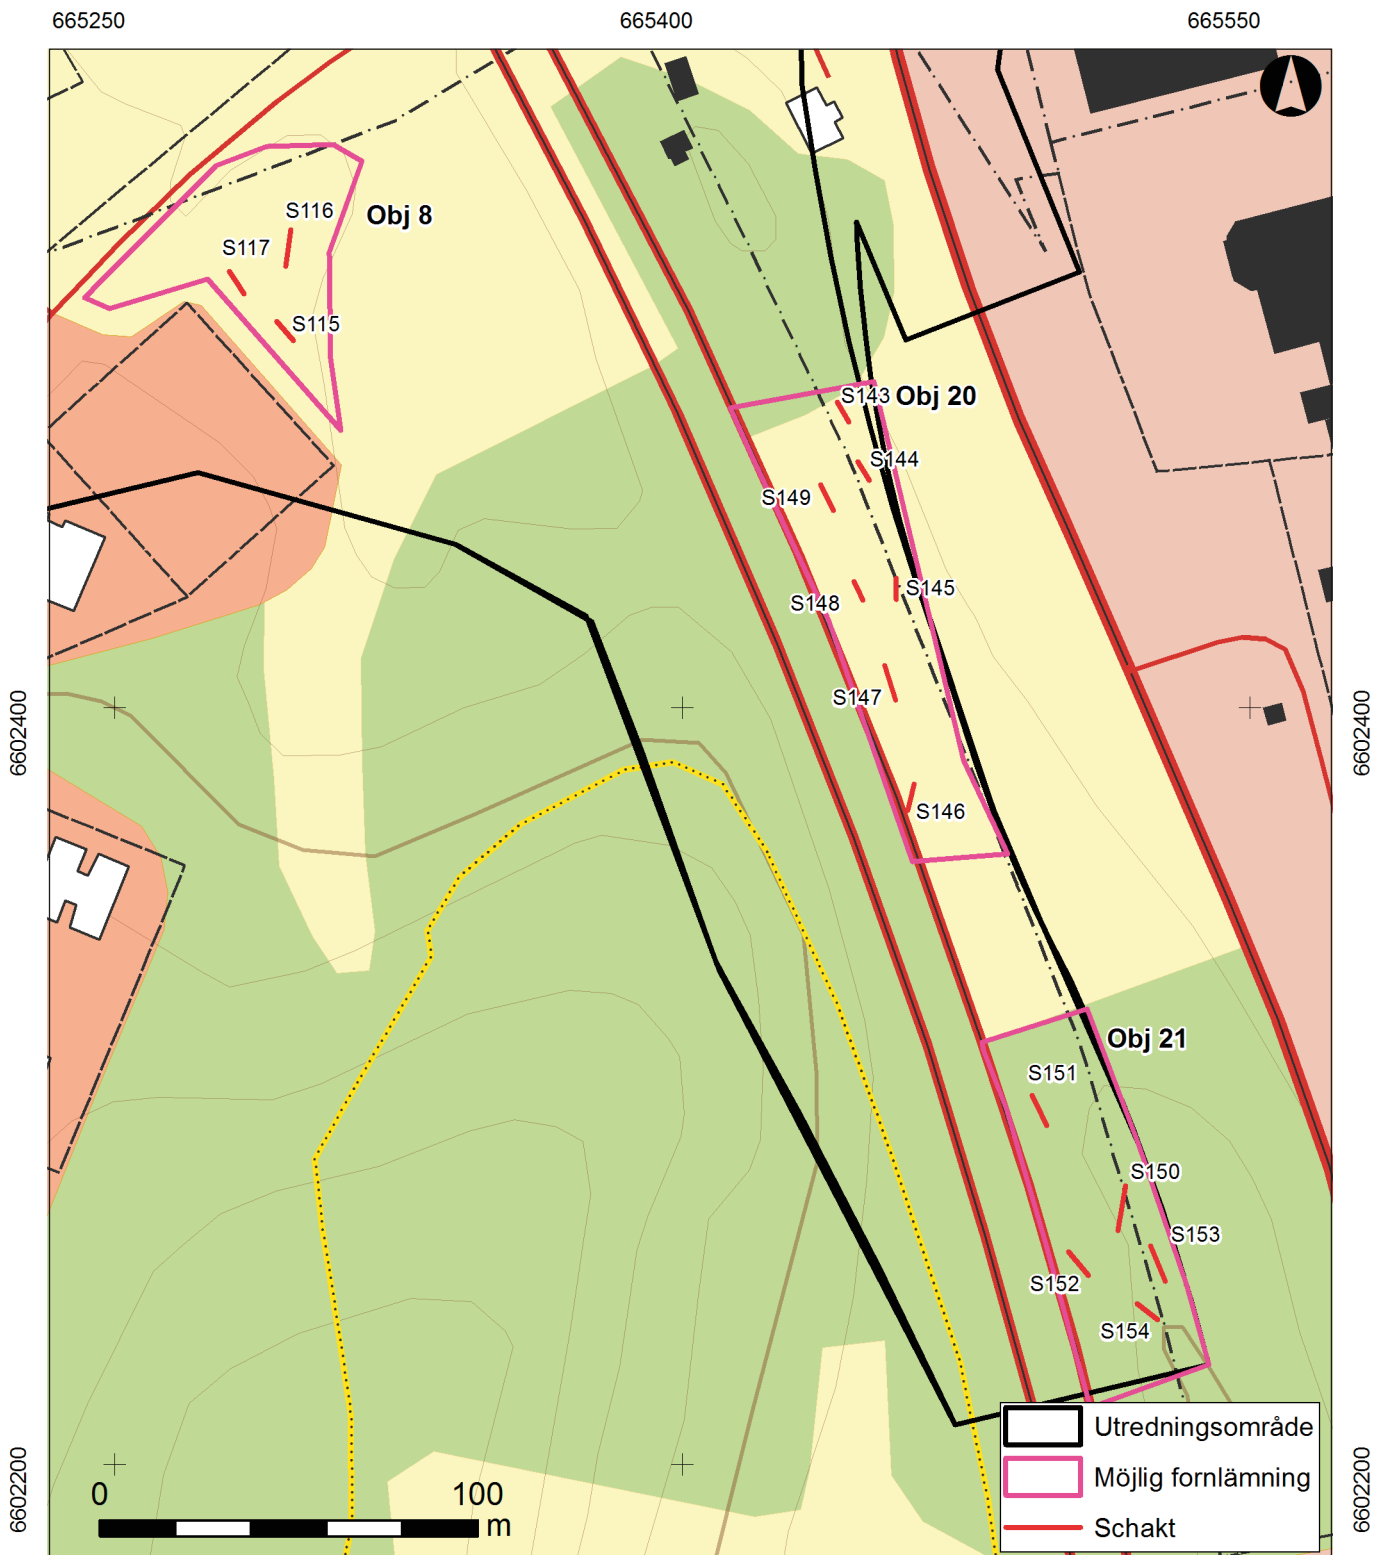 665250
665400
665550
S116
Obj 8
S117
S115
S143
Obj 20
S144
S149
S145
S148
S147
6602400
6602400
S146
Obj 21
S151
S150
S153
S152
S154
Utredningsområde
Möjlig fornlämning
Schakt
0
100
m
6602200
6602200